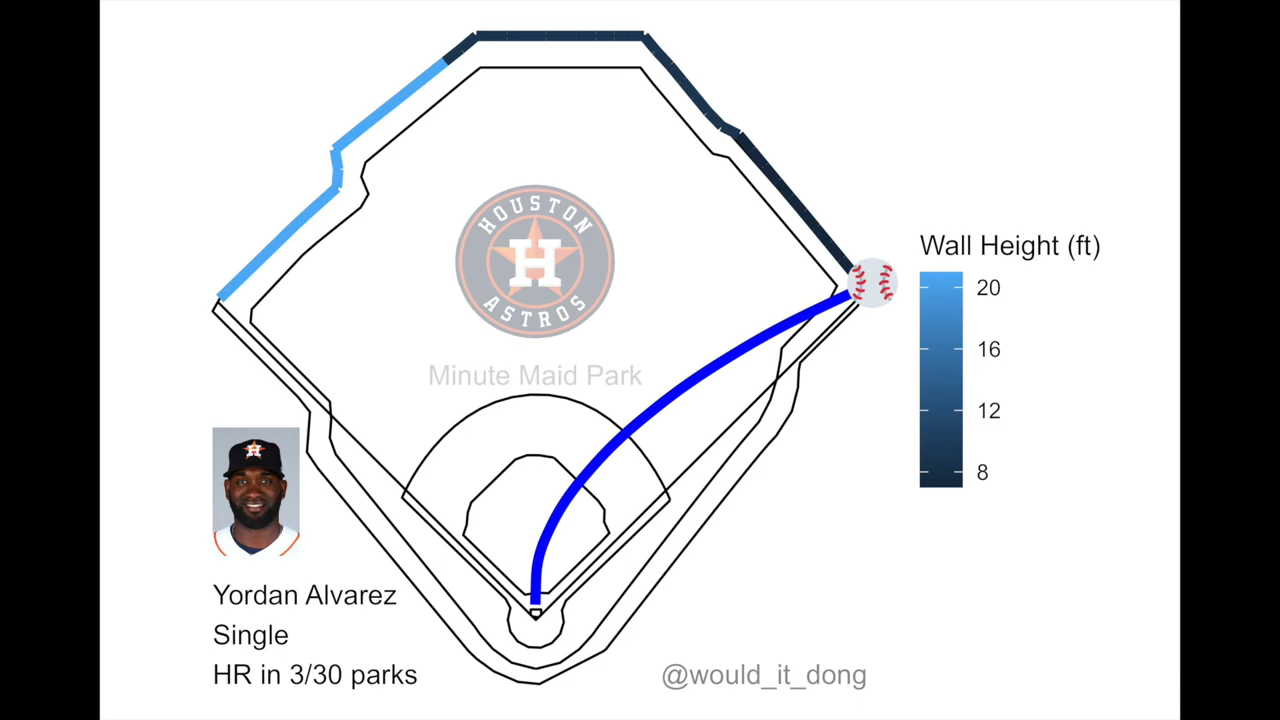 HOUSTON
H
ASTROS
Minute Maid Park
Wall Height (ft)
20
16
12
8
H
Yordan Alvarez
Single
HR in 3/30 parks
@would_it_dong